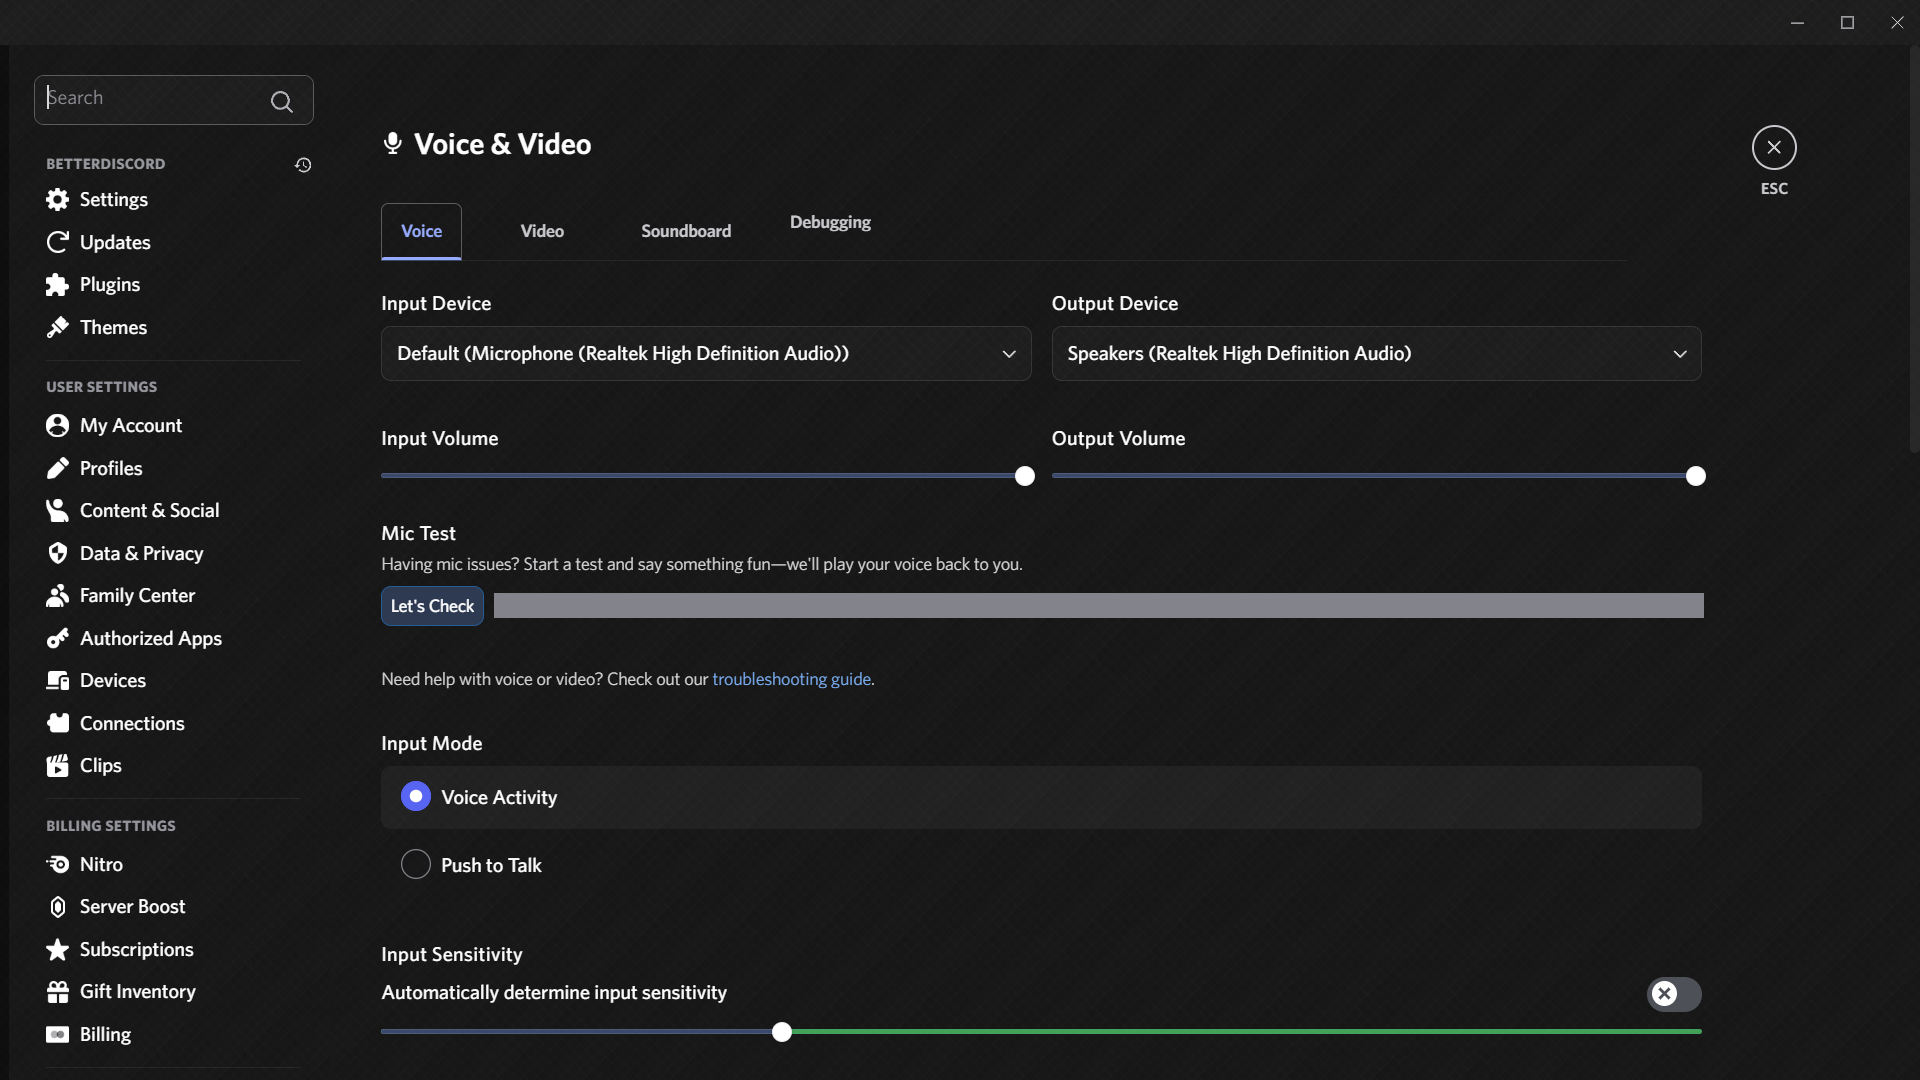 Search
BETTERDISCORD
Settings
Updates
Plugins
Themes
USER SETTINGS
My Account
Profiles
Content & Social
Data & Privacy
Family Center
Authorized Apps
Devices
Connections
Clips
BILLING SETTINGS
Nitro
Server Boost
Subscriptions
Gift Inventory
Billing
Voice & Video
ESC
Voice
Video
Soundboard
Debugging
Input Device
Default (Microphone (Realtek High Definition Audio))
Output Device
Speakers (Realtek High Definition Audio)
Input Volume
Output Volume
Mic Test
Having mic issues? Start a test and say something fun—we'll play your voice back to you.
Let's Check
Need help with voice or video? Check out our troubleshooting guide.
Input Mode
Voice Activity
Push to Talk
Input Sensitivity
Automatically determine input sensitivity